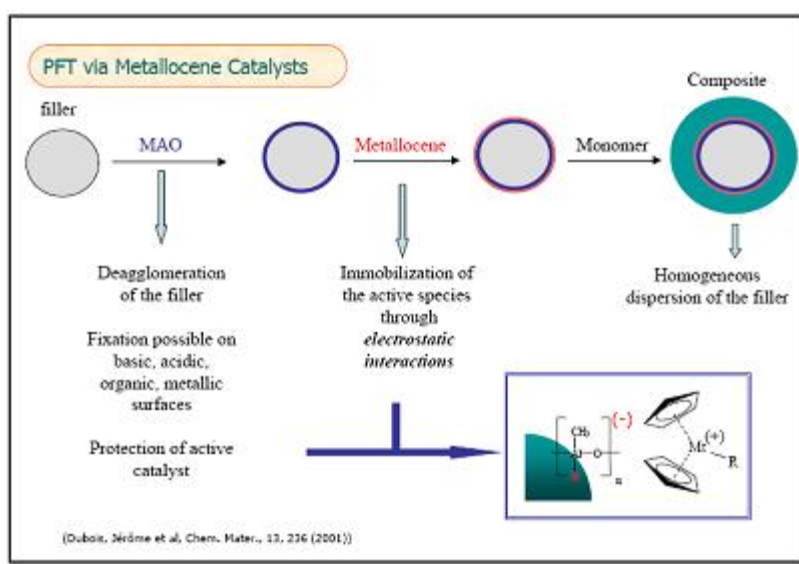 PFT via Metallocene Catalysts
filler
MAO
Metallocene
Monomer
Composite
Deagglomeration
of the filler
Fixation possible on
basic, acidic,
organic, metallic
surfaces
Protection of active
catalyst
Immobilization of
the active species
through
electrostatic
interactions
Homogeneous
dispersion of the filler
CH₃
(-)
O
n
(+)
R
(Dubois, Jérôme et al, Chem. Mater., 13, 236 (2001))